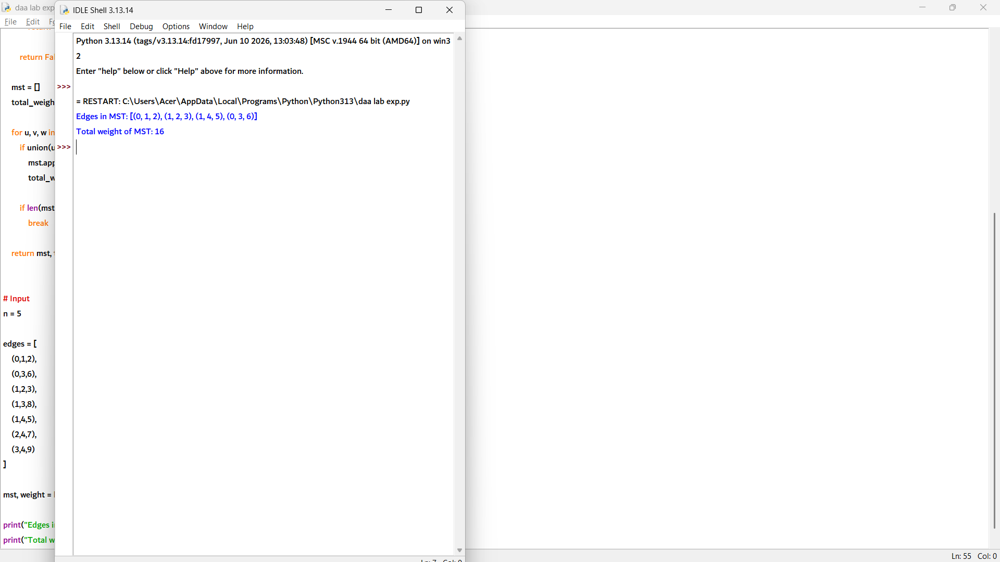 daa lab exp
File Edit
return Fal
mst = []
total_weigh
for u, v, w in
if union(u
mst.app
total_w
if len(mst
break
return mst,
# Input
n = 5
edges = [
(0,1,2),
(0,3,6),
(1,2,3),
(1,3,8),
(1,4,5),
(2,4,7),
(3,4,9)
]
mst, weight =
print("Edges i
print("Total w
IDLE Shell 3.13.14
File Edit Shell Debug Options Window Help
Python 3.13.14 (tags/v3.13.14:fd17997, Jun 10 2026, 13:03:48) [MSC v.1944 64 bit (AMD64)] on win3
2
Enter "help" below or click "Help" above for more information.
>>>
= RESTART: C:\Users\Acer\AppData\Local\Programs\Python\Python313\daa lab exp.py
Edges in MST: [(0, 1, 2), (1, 2, 3), (1, 4, 5), (0, 3, 6)]
Total weight of MST: 16
>>>
Ln: 55 Col: 0